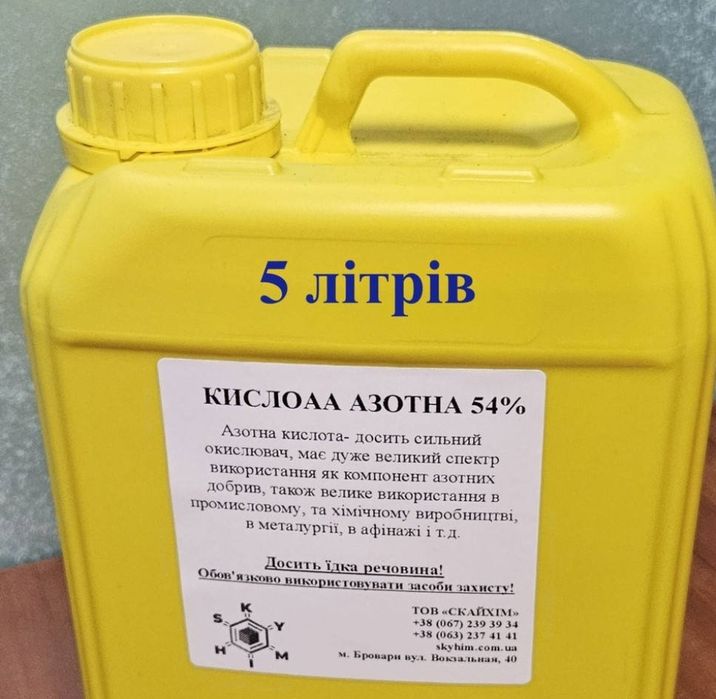 5 літрів
КИСЛОАА АЗОТНА 54%
Азотна кислота- досить сильний
окислювач, має дуже великий спектр
використання як компонент азотних
добрив, також велике використання в
промисловому, та хімічному виробництві,
в металургії, в афінажі і т.д.
Досить їдка речовина!
Обов'язково використовувати засоби захисту!
S K Y H I M
ТОВ «СКАЙХІМ»
+38 (067) 239 39 34
+38 (063) 237 41 41
skyhim.com.ua
м. Бровари вул. Вокзальная, 40